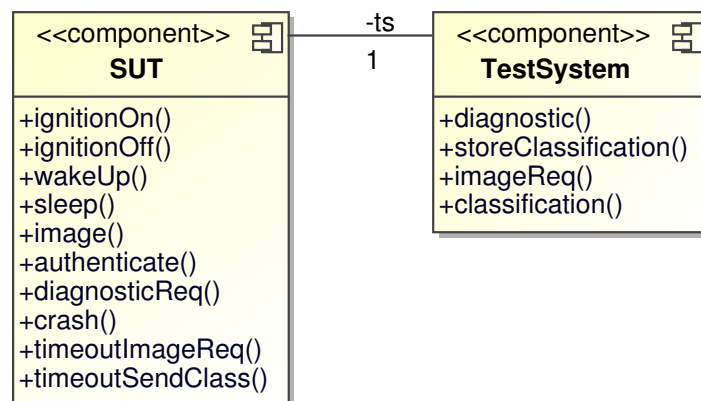 <<component>>
SUT
+ignitionOn()
+ignitionOff()
+wakeUp()
+sleep()
+image()
+authenticate()
+diagnosticReq()
+crash()
+timeoutImageReq()
+timeoutSendClass()
-ts
1
<<component>>
TestSystem
+diagnostic()
+storeClassification()
+imageReq()
+classification()